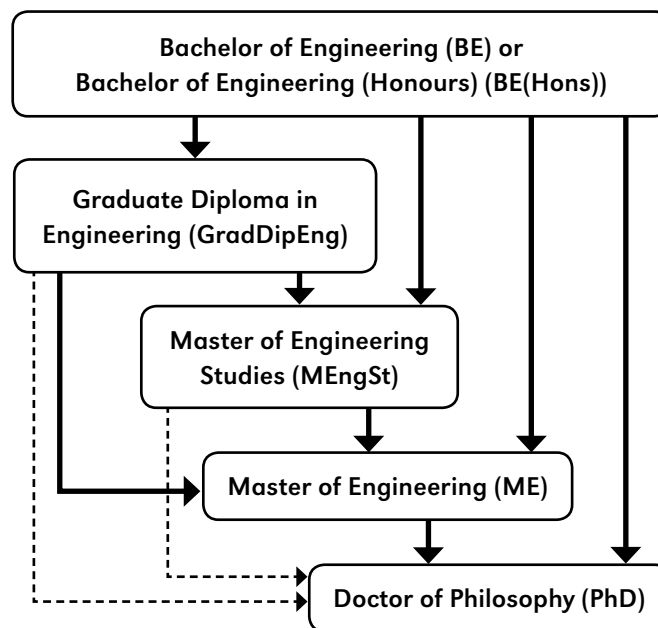 Bachelor of Engineering (BE) or
Bachelor of Engineering (Honours) (BE(Hons))
Graduate Diploma in
Engineering (GradDipEng)
Master of Engineering
Studies (MEngSt)
Master of Engineering (ME)
Doctor of Philosophy (PhD)